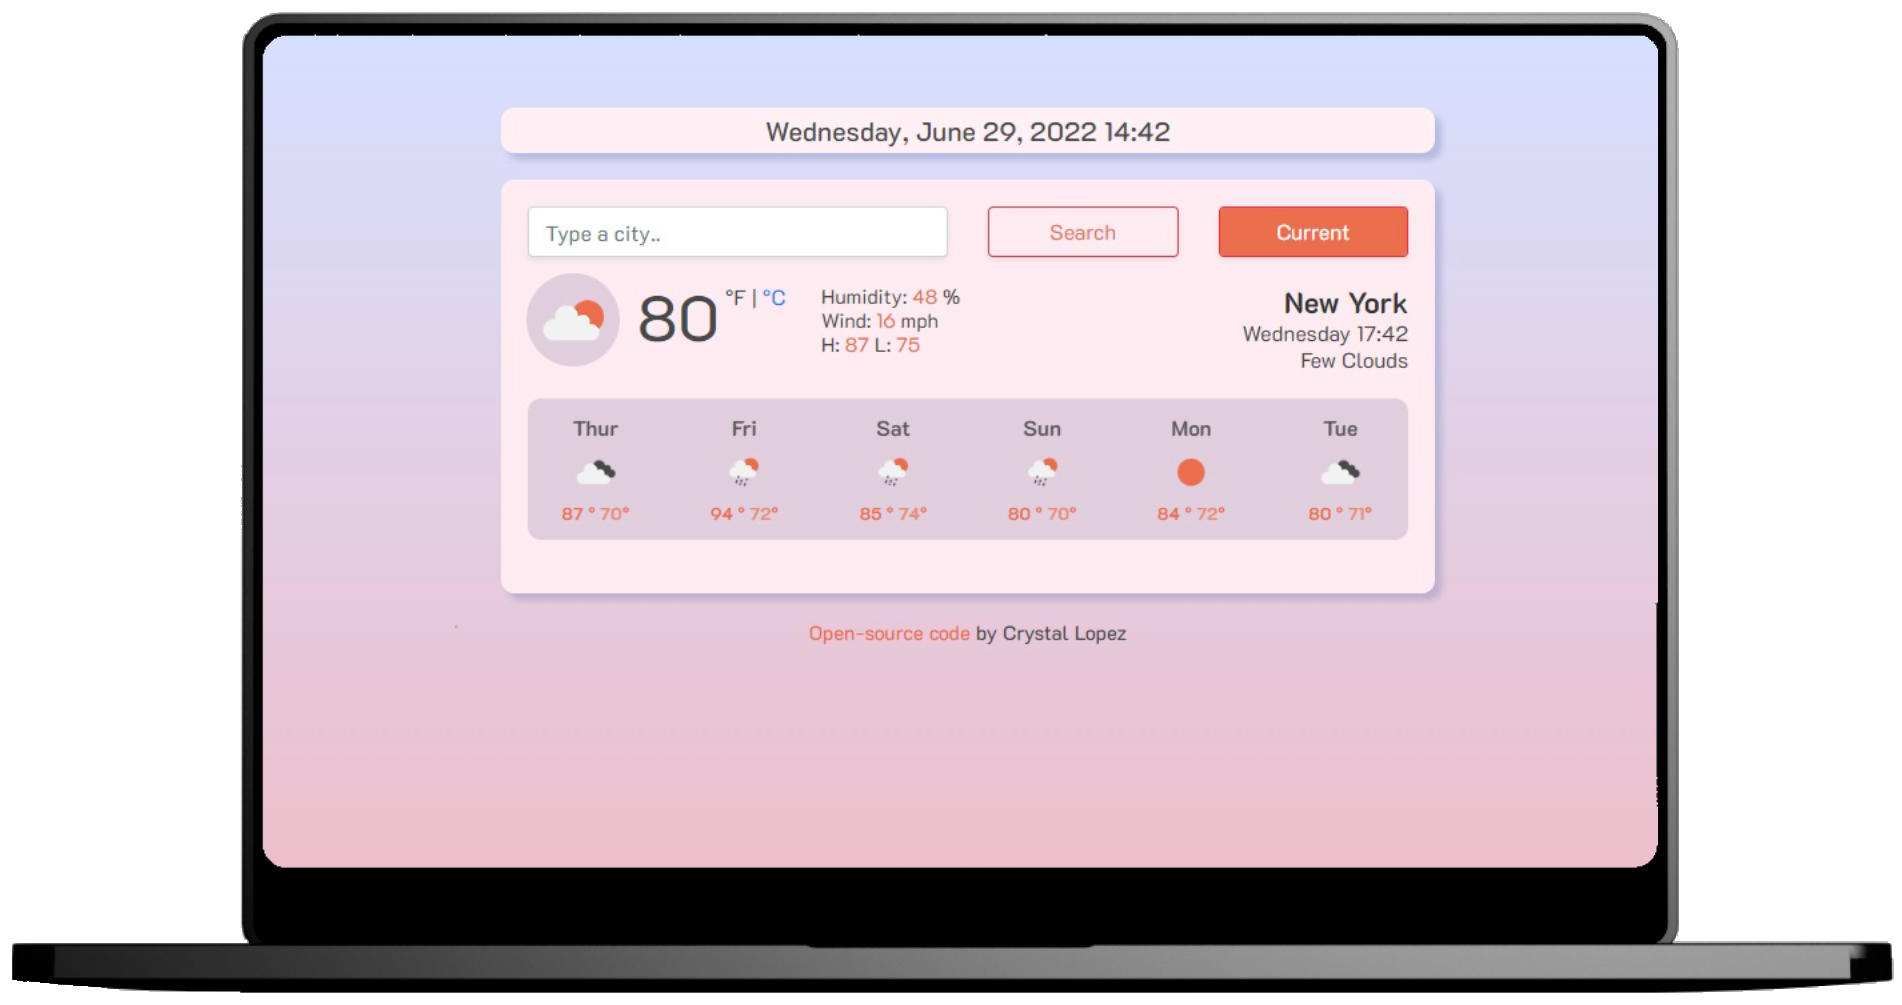 Wednesday, June 29, 2022 14:42
Type a city..
Search
Current
80 °F | °C
Humidity: 48 %
Wind: 16 mph
H: 87 L: 75
New York
Wednesday 17:42
Few Clouds
Thur Fri Sat Sun Mon Tue
87 ° 70° 94 ° 72° 85 ° 74° 80 ° 70° 84 ° 72° 80 ° 71°
Open-source code by Crystal Lopez